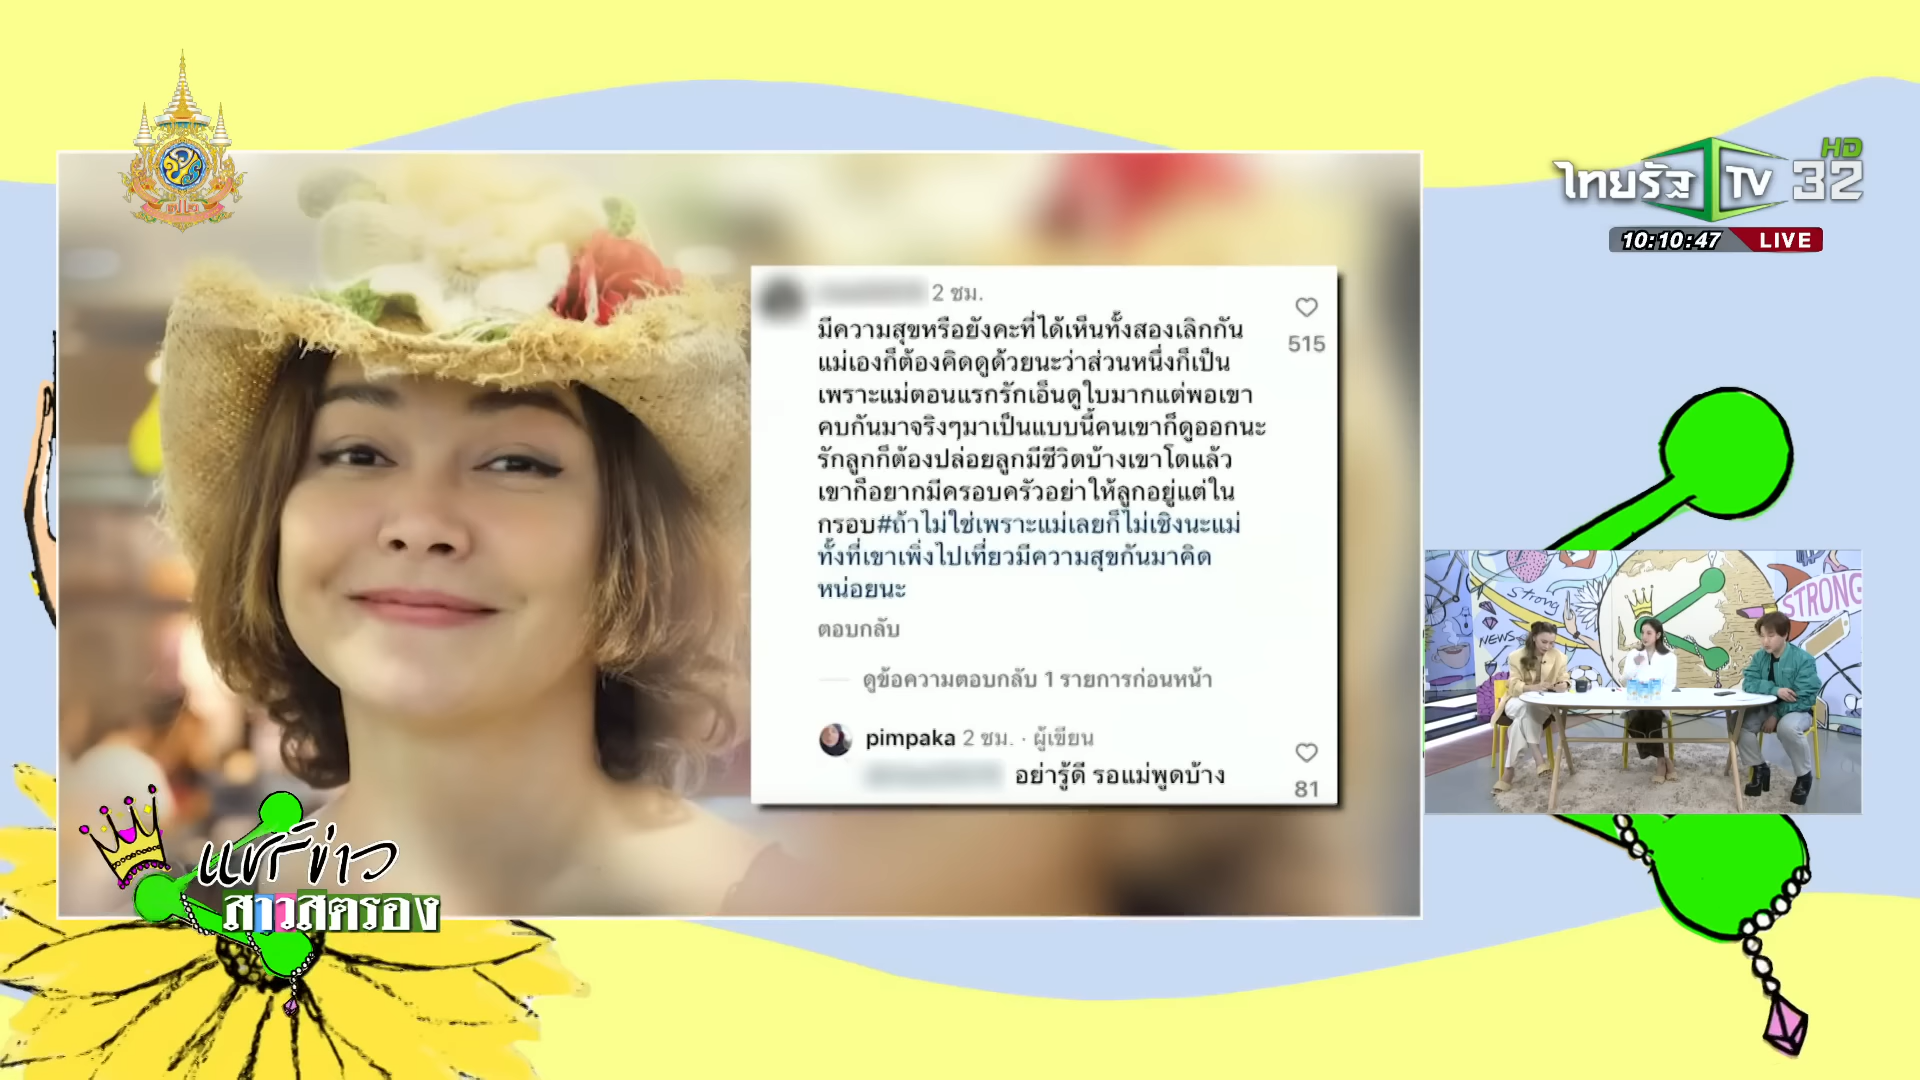 ไทยรัฐ TV 32 HD
10:10:47 LIVE
2 ชม.
มีความสุขหรือยังคะที่ได้เห็นทั้งสองเลิกกัน
515
แม่เองก็ต้องคิดดูด้วยนะว่าส่วนหนึ่งก็เป็น
เพราะแม่ตอนแรกรักเอ็นดูใบมากแต่พอเขา
คบกันมาจริงๆมาเป็นแบบนี้คนเขาก็ดูออกนะ
รักลูกก็ต้องปล่อยลูกมีชีวิตบ้างเขาโตแล้ว
เขาก็อยากมีครอบครัวอย่าให้ลูกอยู่แต่ใน
กรอบ#ถ้าไม่ใช่เพราะแม่เลยก็ไม่เชิงนะแม่
ทั้งที่เขาเพิ่งไปเที่ยวมีความสุขกันมาคิด
หน่อยนะ
ตอบกลับ
ดูข้อความตอบกลับ 1 รายการก่อนหน้า
pimpaka 2 ชม. · ผู้เขียน
อย่ารู้ดี รอแม่พูดบ้าง
81
strong
NEWS
STRONG
แชร์ข่าว
สาวสตรอง